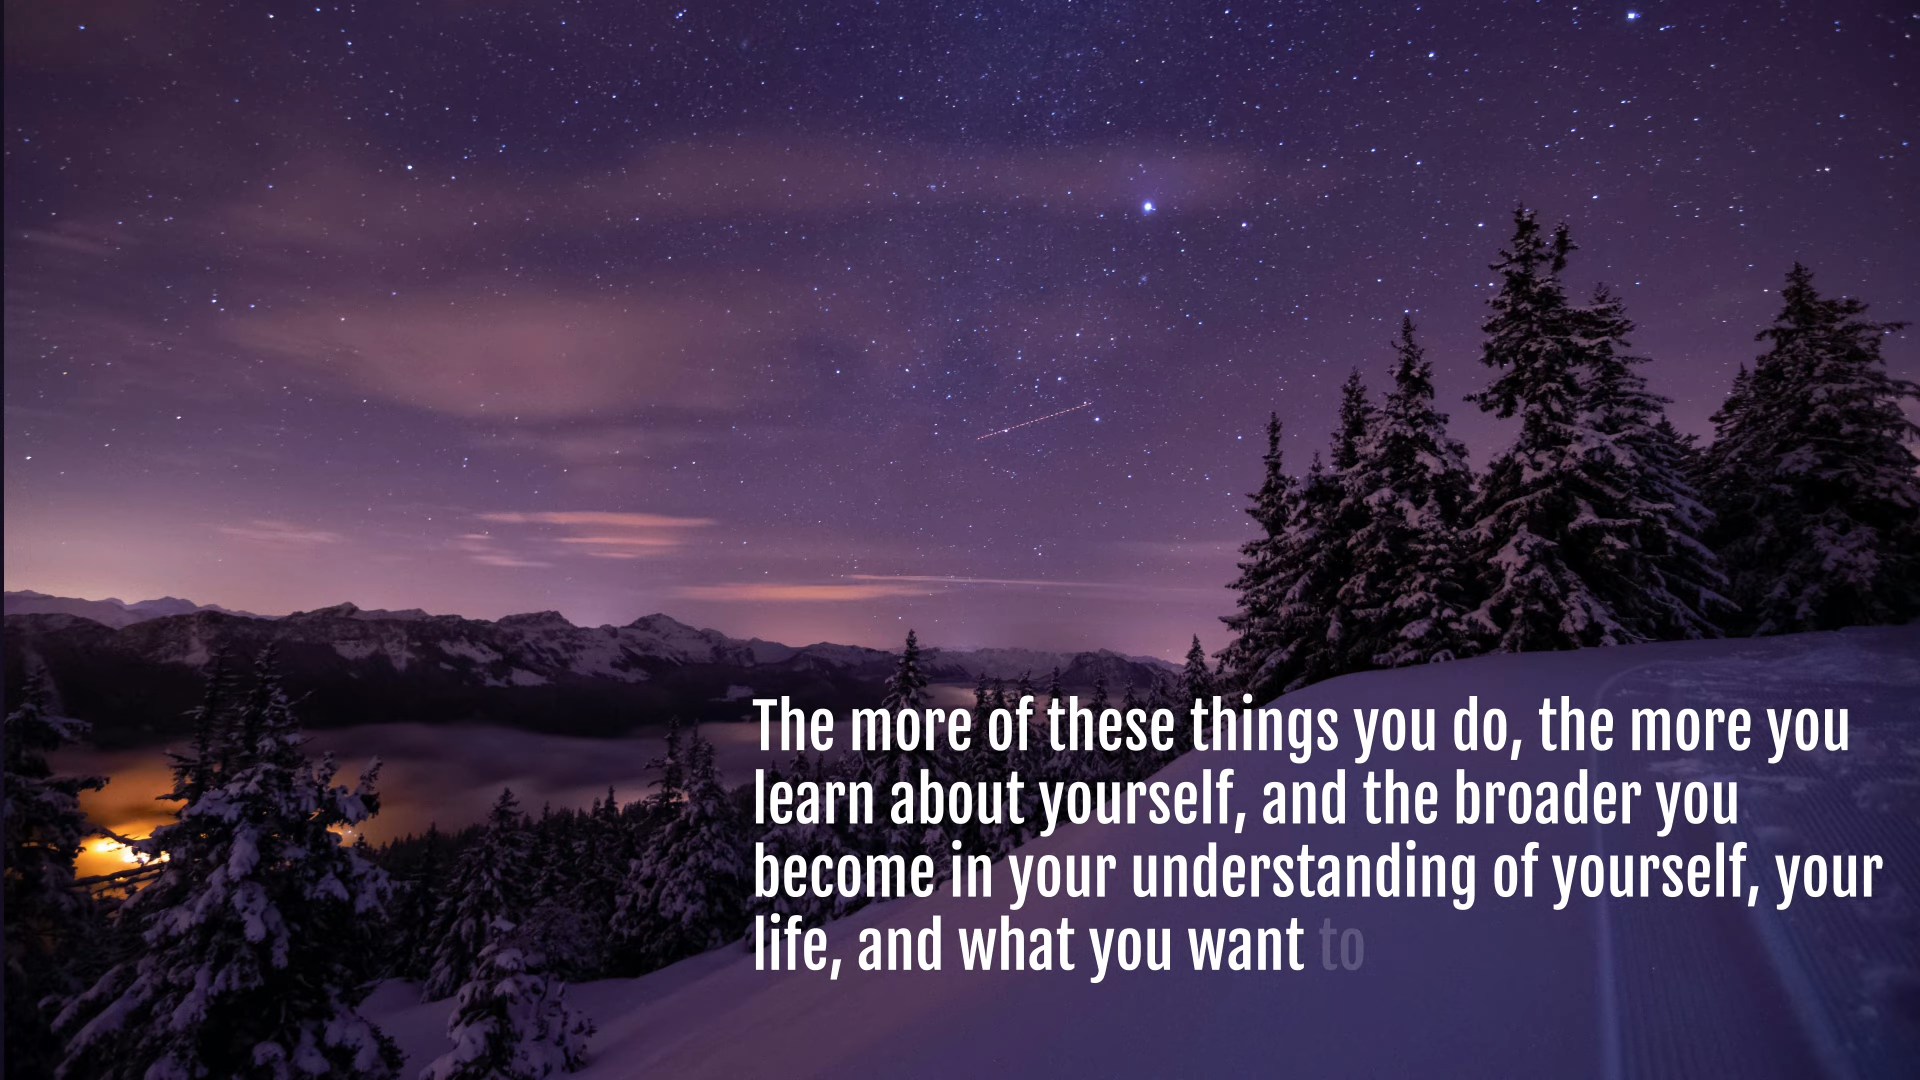 The more of these things you do, the more you
learn about yourself, and the broader you
become in your understanding of yourself, your
life, and what you want to